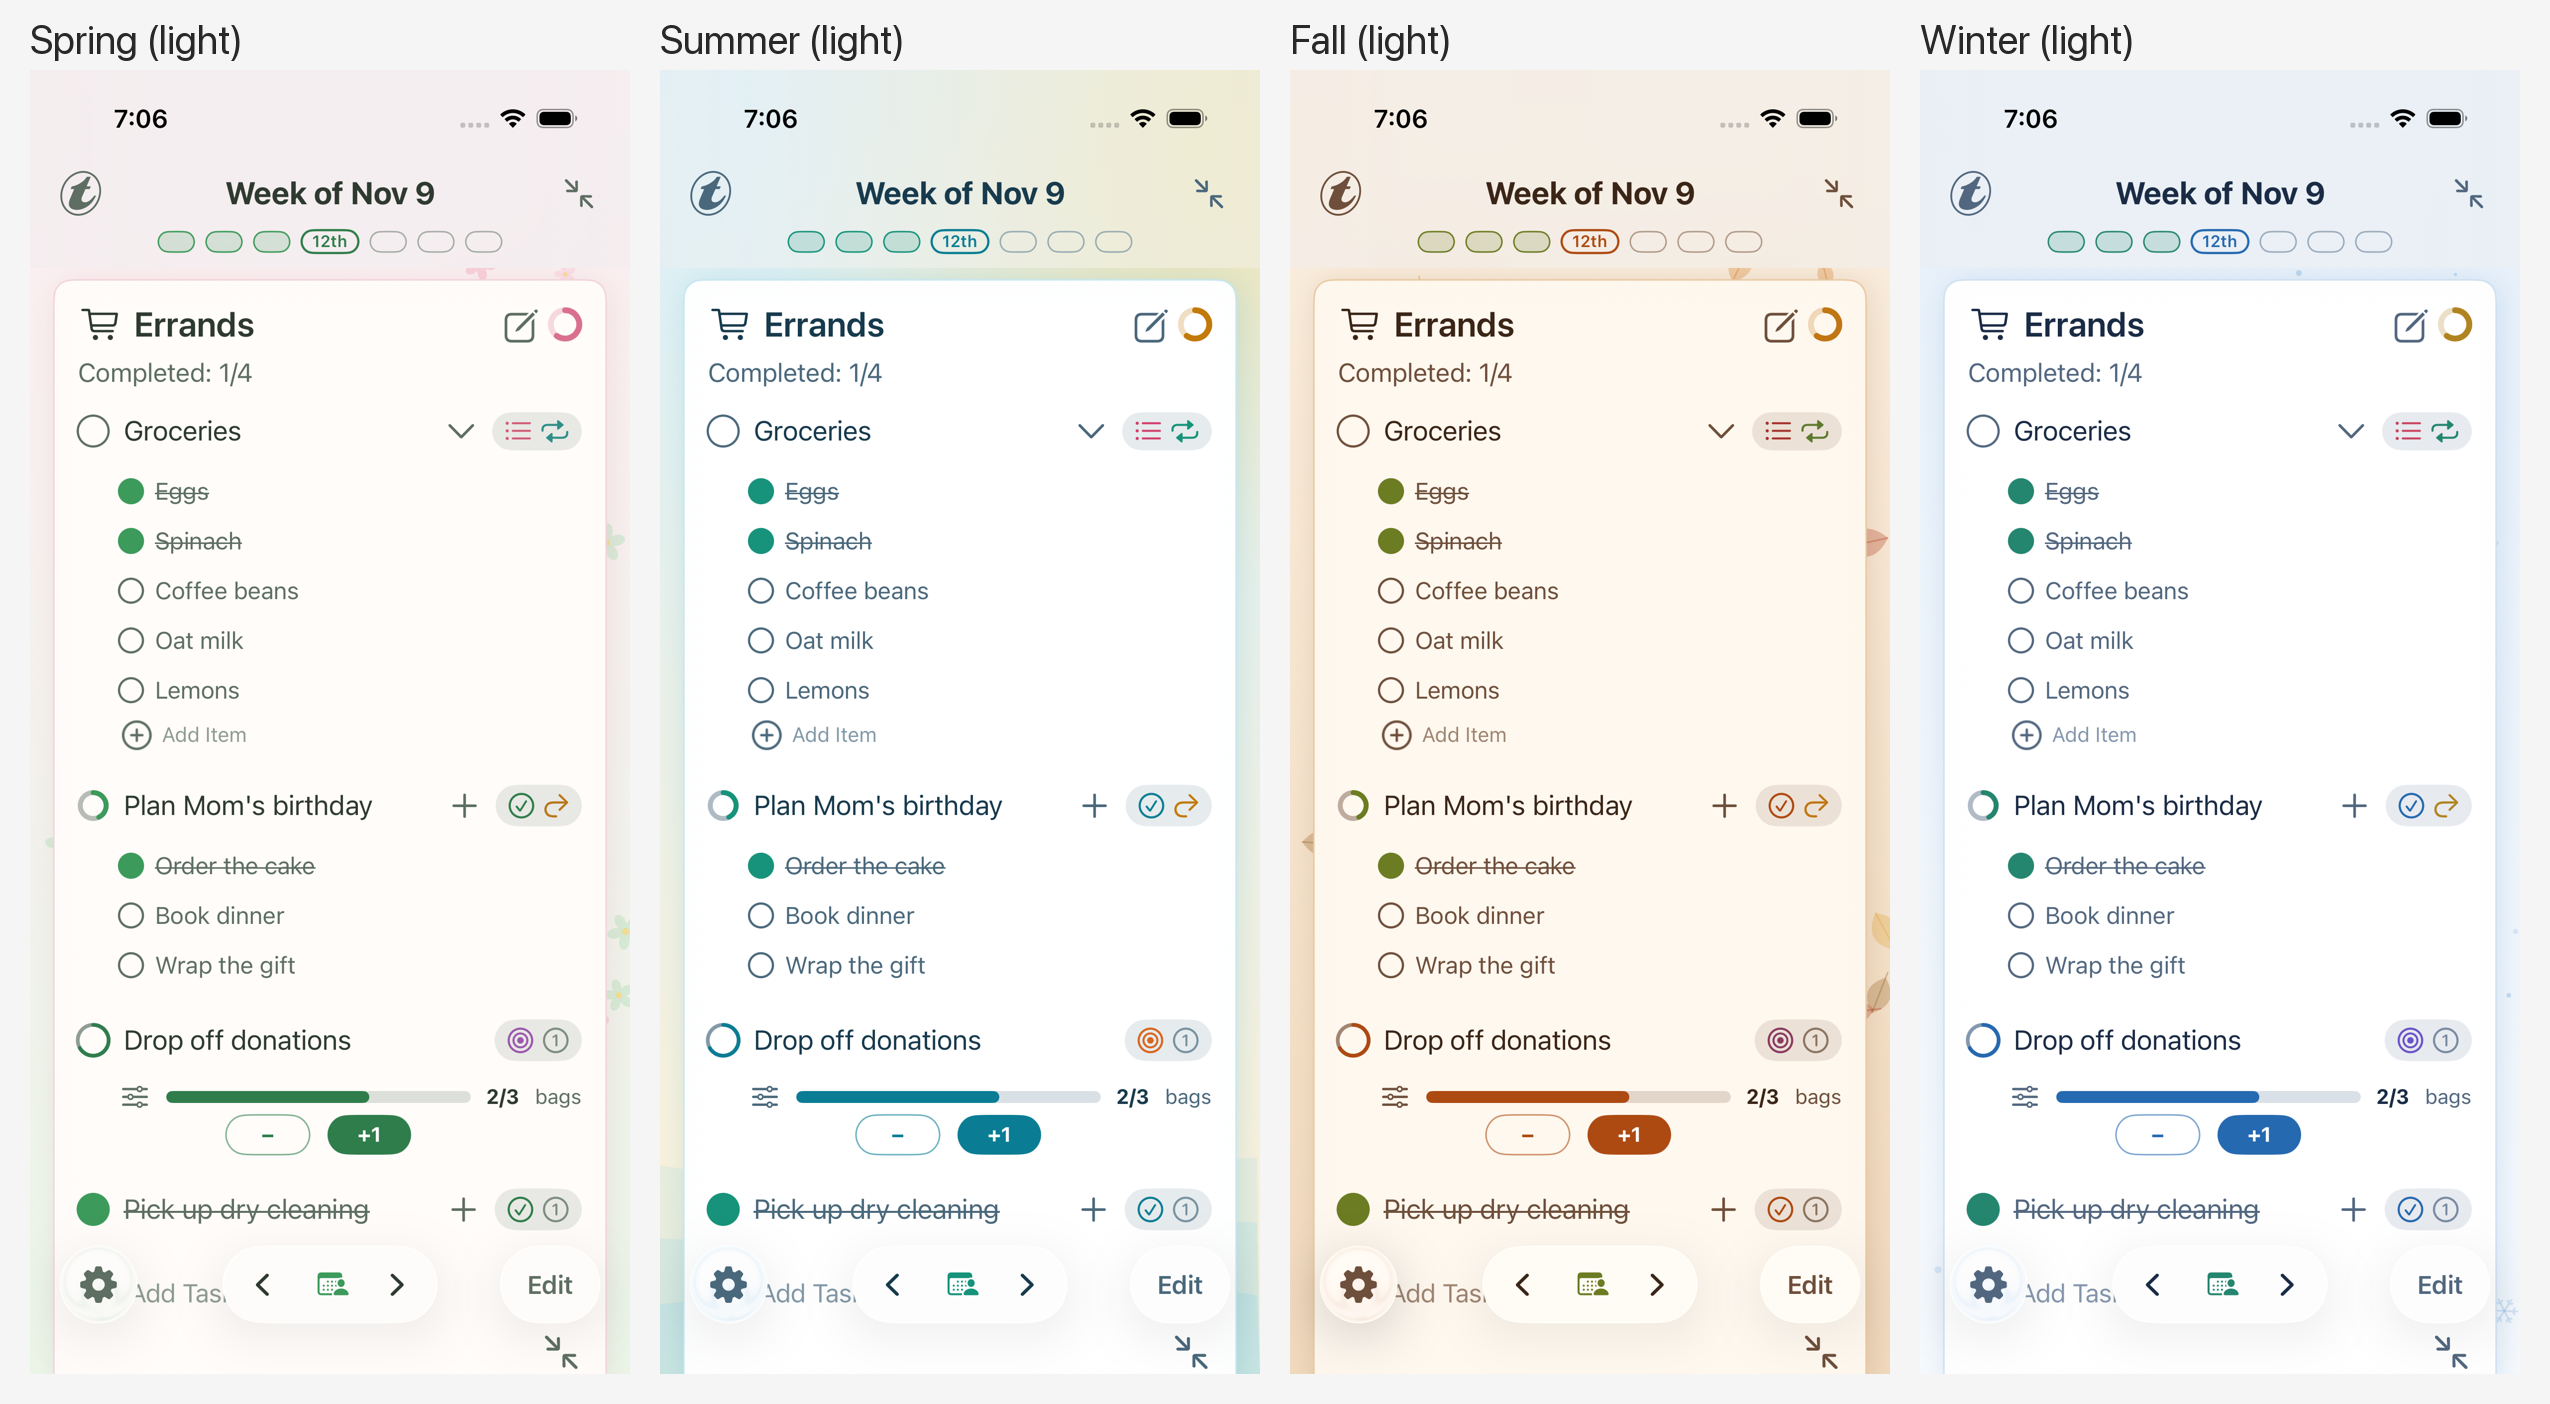 Spring (light)
7:06
Week of Nov 9
12th
Errands
Completed: 1/4
Groceries
Eggs
Spinach
Coffee beans
Oat milk
Lemons
Add Item
Plan Mom's birthday
Order the cake
Book dinner
Wrap the gift
Drop off donations
1
2/3 bags
− +1
Pick up dry cleaning
1
Add Tas
Edit
Summer (light)
7:06
Week of Nov 9
12th
Errands
Completed: 1/4
Groceries
Eggs
Spinach
Coffee beans
Oat milk
Lemons
Add Item
Plan Mom's birthday
Order the cake
Book dinner
Wrap the gift
Drop off donations
1
2/3 bags
− +1
Pick up dry cleaning
1
Add Tas
Edit
Fall (light)
7:06
Week of Nov 9
12th
Errands
Completed: 1/4
Groceries
Eggs
Spinach
Coffee beans
Oat milk
Lemons
Add Item
Plan Mom's birthday
Order the cake
Book dinner
Wrap the gift
Drop off donations
1
2/3 bags
− +1
Pick up dry cleaning
1
Add Tas
Edit
Winter (light)
7:06
Week of Nov 9
12th
Errands
Completed: 1/4
Groceries
Eggs
Spinach
Coffee beans
Oat milk
Lemons
Add Item
Plan Mom's birthday
Order the cake
Book dinner
Wrap the gift
Drop off donations
1
2/3 bags
− +1
Pick up dry cleaning
1
Add Tas
Edit